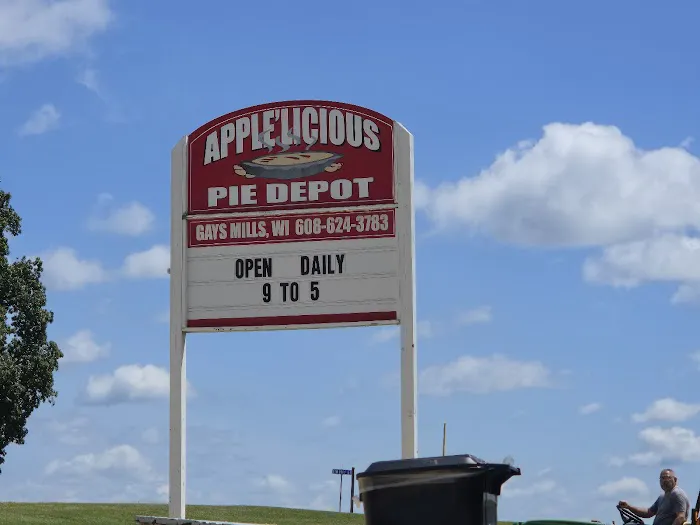 APPLE'LICIOUS
PIE DEPOT
GAYS MILLS, WI 608-624-3783
OPEN DAILY
9 TO 5